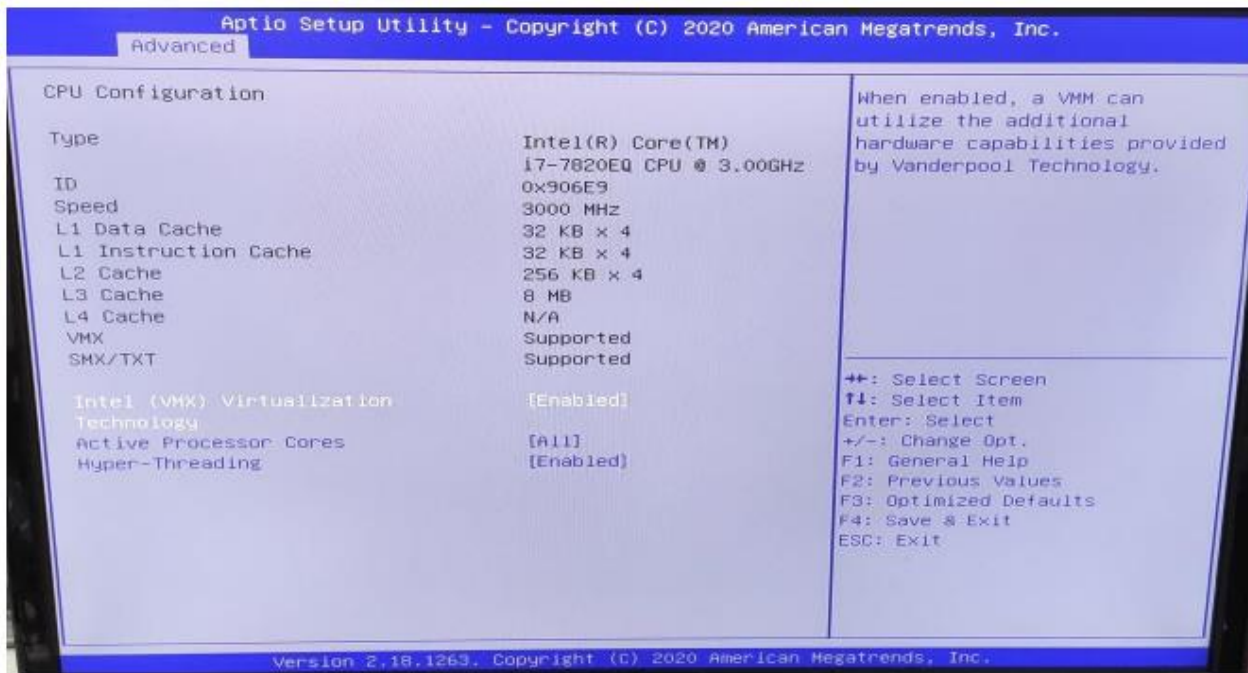 Aptio Setup Utility - Copyright (C) 2020 American Megatrends, Inc.
Advanced
CPU Configuration
Type Intel(R) Core(TM)
i7-7820EQ CPU @ 3.00GHz
ID 0x906E9
Speed 3000 MHz
L1 Data Cache 32 KB x 4
L1 Instruction Cache 32 KB x 4
L2 Cache 256 KB x 4
L3 Cache 8 MB
L4 Cache N/A
VMX Supported
SMX/TXT Supported
Intel (VMX) Virtualization [Enabled]
Technology
Active Processor Cores [All]
Hyper-Threading [Enabled]
When enabled, a VMM can
utilize the additional
hardware capabilities provided
by Vanderpool Technology.
→←: Select Screen
↑↓: Select Item
Enter: Select
+/-: Change Opt.
F1: General Help
F2: Previous Values
F3: Optimized Defaults
F4: Save & Exit
ESC: Exit
Version 2.18.1263. Copyright (C) 2020 American Megatrends, Inc.